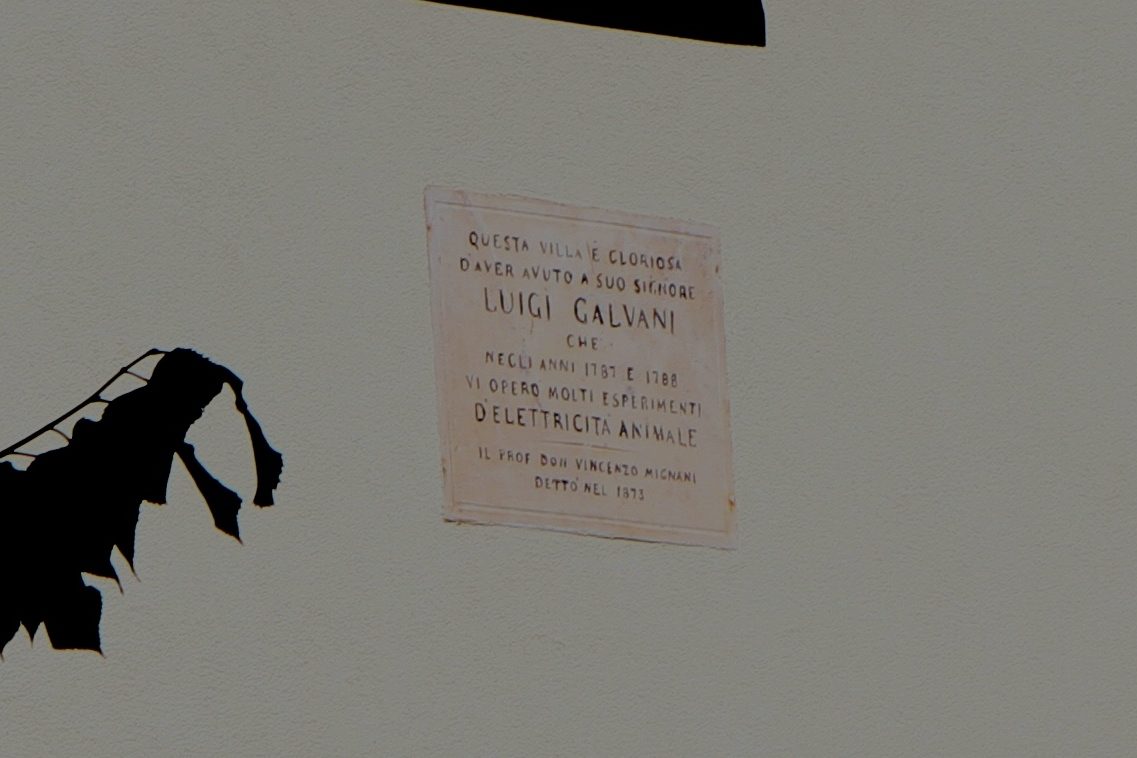 QUESTA VILLA È GLORIOSA
D'AVER AVUTO A SUO SIGNORE
LUIGI GALVANI
CHE
NEGLI ANNI 1787 E 1788
VI OPERÒ MOLTI ESPERIMENTI
D'ELETTRICITÀ ANIMALE
IL PROF DON VINCENZO MIGNANI
DETTÒ NEL 1873